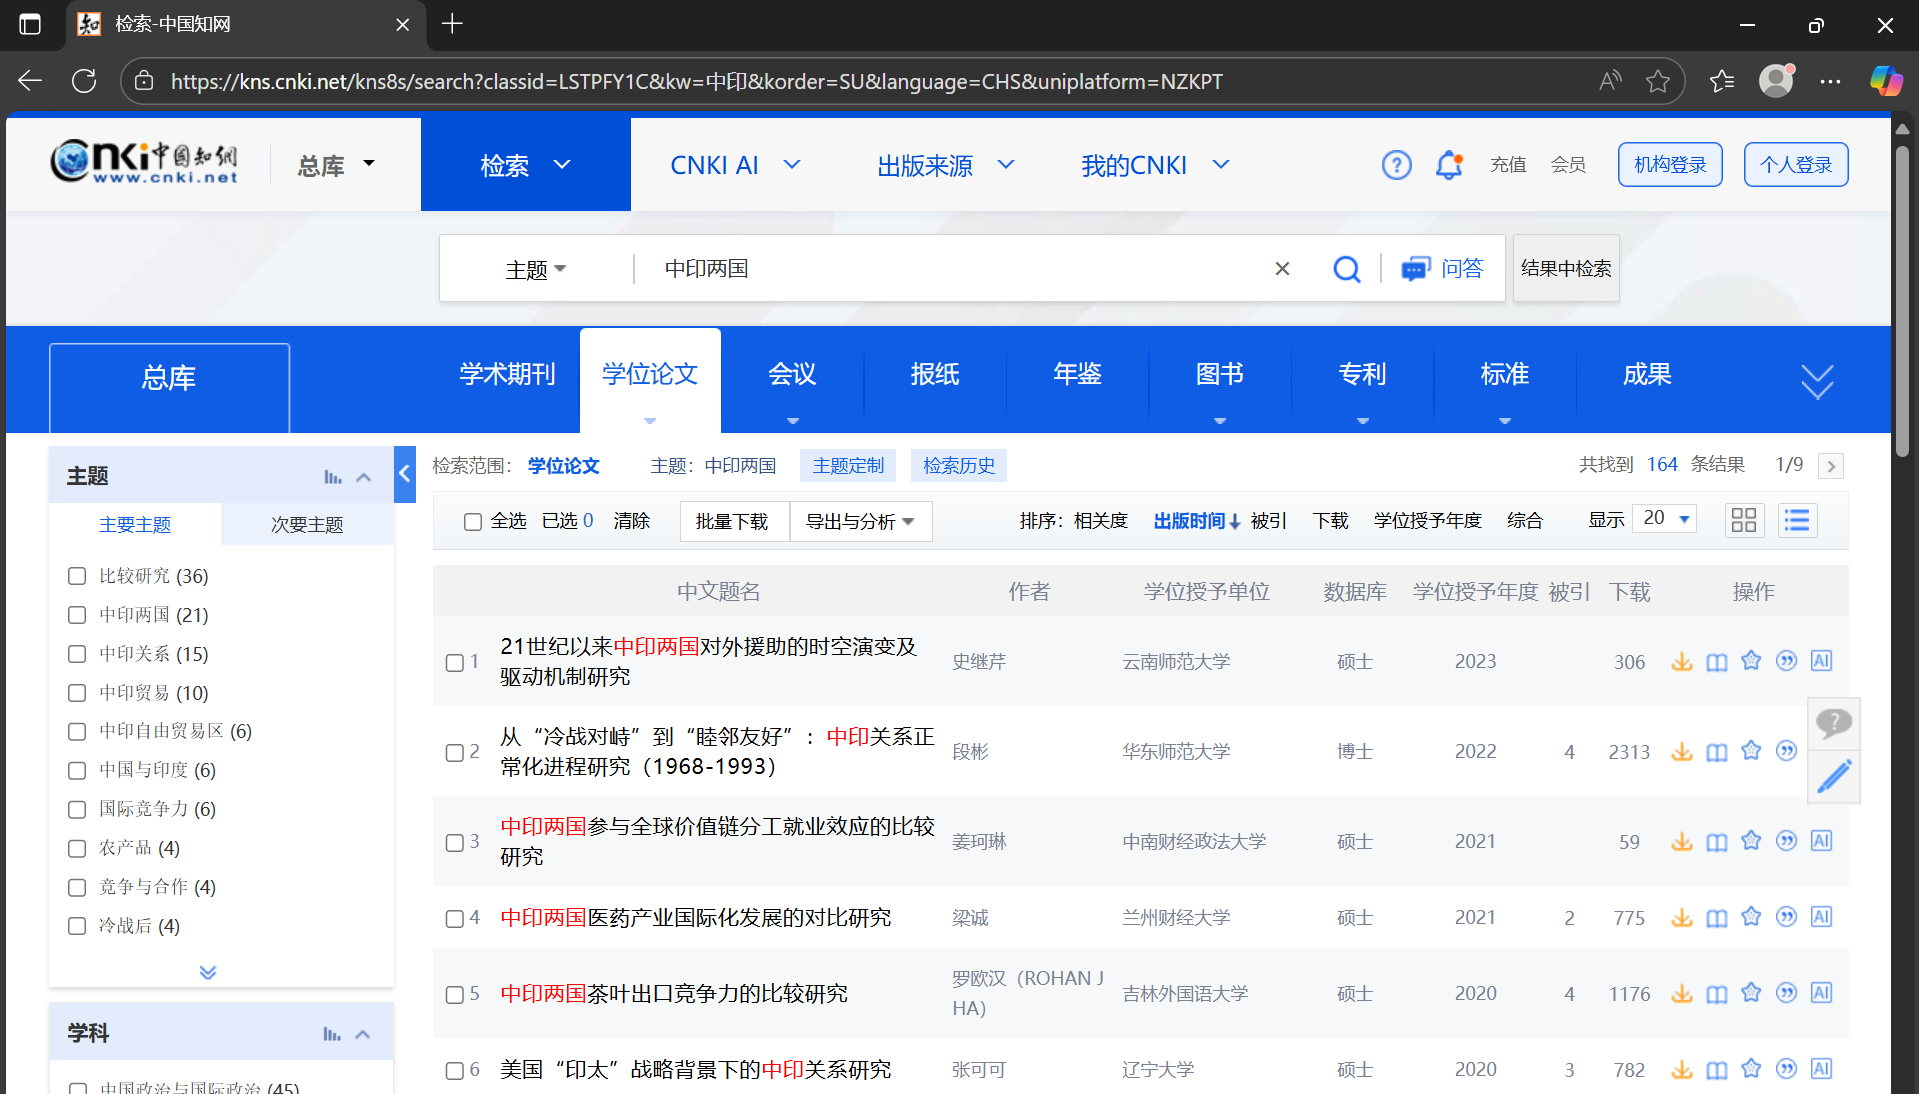 检索-中国知网
https://kns.cnki.net/kns8s/search?classid=LSTPFY1C&kw=中印&korder=SU&language=CHS&uniplatform=NZKPT
Cnki中国知网
www.cnki.net
总库
检索
CNKI AI
出版来源
我的CNKI
充值
会员
机构登录
个人登录
主题
中印两国
问答
结果中检索
总库
学术期刊
学位论文
会议
报纸
年鉴
图书
专利
标准
成果
主题
主要主题
次要主题
比较研究 (36)
中印两国 (21)
中印关系 (15)
中印贸易 (10)
中印自由贸易区 (6)
中国与印度 (6)
国际竞争力 (6)
农产品 (4)
竞争与合作 (4)
冷战后 (4)
学科
中国政治与国际政治 (45)
检索范围： 学位论文 主题：中印两国 主题定制 检索历史 共找到 164 条结果 1/9
全选 已选 0 清除 批量下载 导出与分析 排序：相关度 出版时间↓ 被引 下载 学位授予年度 综合 显示 20
中文题名 作者 学位授予单位 数据库 学位授予年度 被引 下载 操作
1 21世纪以来中印两国对外援助的时空演变及
驱动机制研究
史继芹 云南师范大学 硕士 2023 306 AI
2 从“冷战对峙”到“睦邻友好”：中印关系正
常化进程研究（1968-1993）
段彬 华东师范大学 博士 2022 4 2313
3 中印两国参与全球价值链分工就业效应的比较
研究
姜珂琳 中南财经政法大学 硕士 2021 59 AI
4 中印两国医药产业国际化发展的对比研究 梁诚 兰州财经大学 硕士 2021 2 775 AI
5 中印两国茶叶出口竞争力的比较研究
罗欧汉（ROHAN J
HA)
吉林外国语大学 硕士 2020 4 1176 AI
6 美国“印太”战略背景下的中印关系研究 张可可 辽宁大学 硕士 2020 3 782 AI